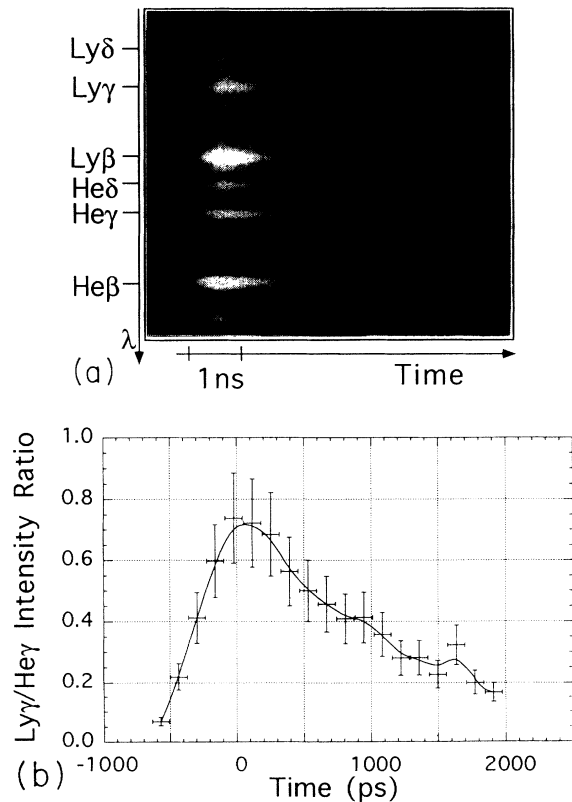 Lyδ
Lyγ
Lyβ
Heδ
Heγ
Heβ
λ
(a)
1ns
Time
1.0
0.8
0.6
0.4
0.2
0.0
Lyγ/Heγ Intensity Ratio
-1000
0
1000
2000
(b)
Time (ps)